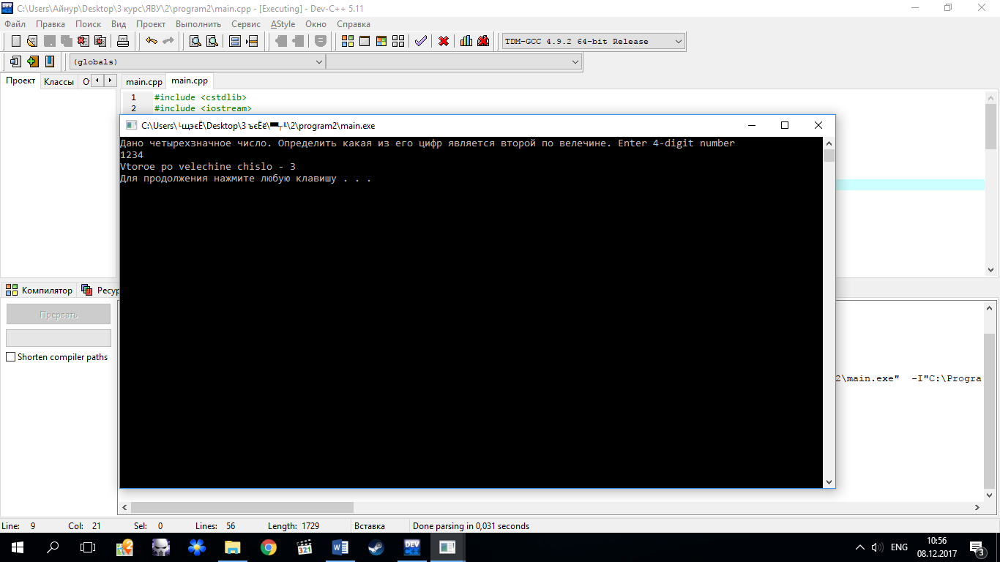 C:\Users\Айнур\Desktop\3 курс\ЯВУ\2\program2\main.cpp - [Executing] - Dev-C++ 5.11
Файл Правка Поиск Вид Проект Выполнить Сервис AStyle Окно Справка
TDM-GCC 4.9.2 64-bit Release
(globals)
Проект Классы О main.cpp main.cpp
1 #include <cstdlib>
2 #include <iostream>
C:\Users\└щэєЁ\Desktop\3 ъєЁё\▀┬╙\2\program2\main.exe
Дано четырехзначное число. Определить какая из его цифр является второй по велечине. Enter 4-digit number
1234
Vtoroe po velechine chislo - 3
Для продолжения нажмите любую клавишу . . .
Компилятор Ресур
Прервать
Shorten compiler paths
2\main.exe" -I"C:\Progra
Line: 9 Col: 21 Sel: 0 Lines: 56 Length: 1729 Вставка Done parsing in 0,031 seconds
321
DEV
ENG
10:56
08.12.2017
3